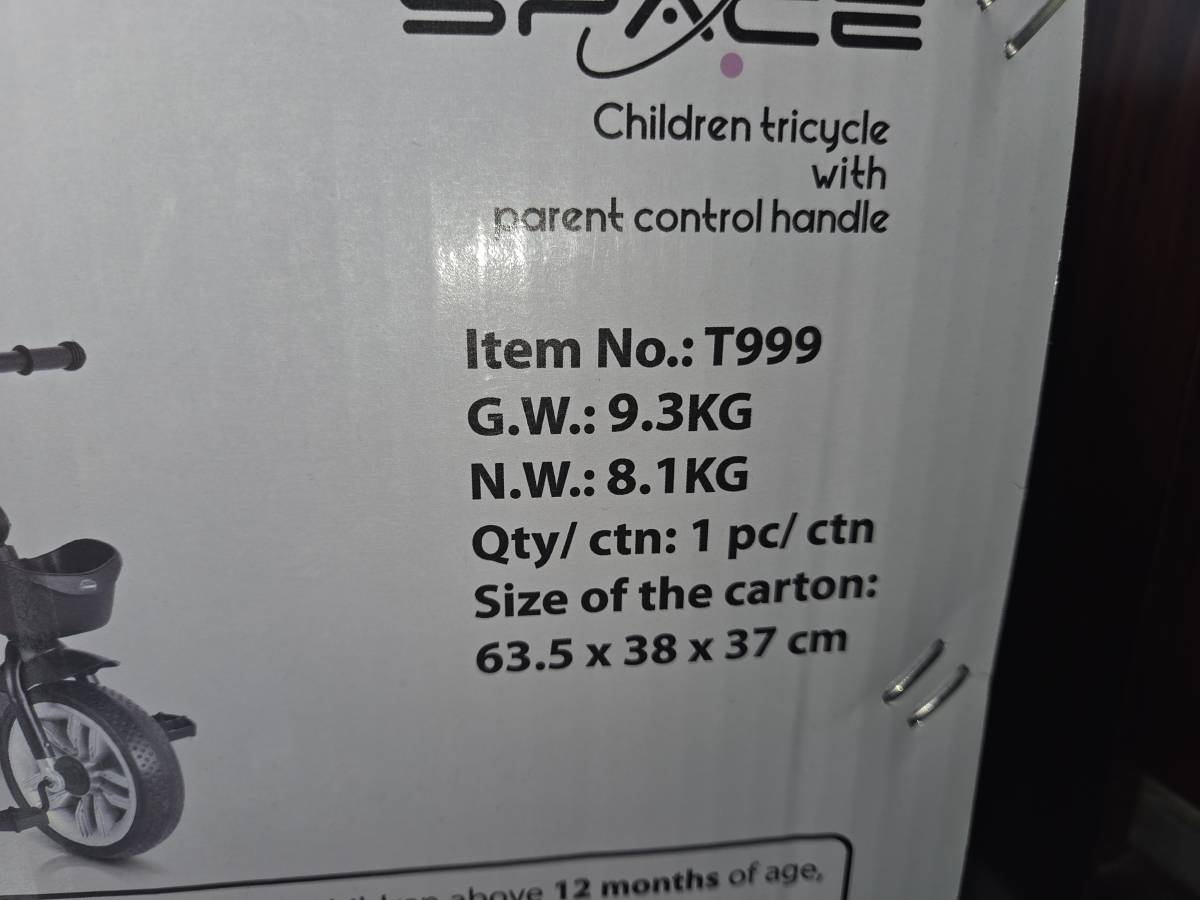 SPACE
Children tricycle
with
parent control handle
Item No.: T999
G.W.: 9.3KG
N.W.: 8.1KG
Qty/ ctn: 1 pc/ ctn
Size of the carton:
63.5 x 38 x 37 cm
above 12 months of age,